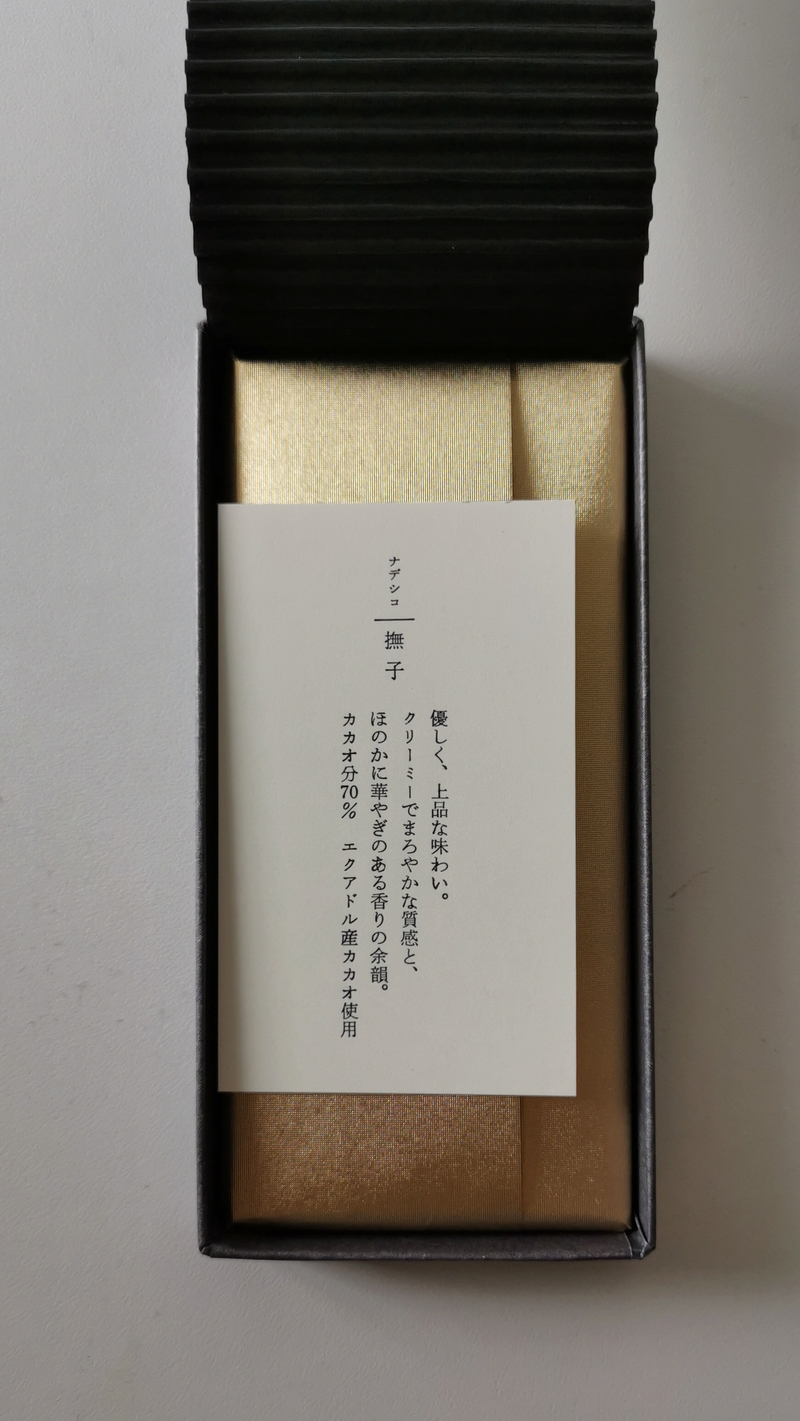 ナデシコ
撫子
優しく、上品な味わい。
クリーミーでまろやかな質感と、
ほのかに華やぎのある香りの余韻。
カカオ分70%　エクアドル産カカオ使用